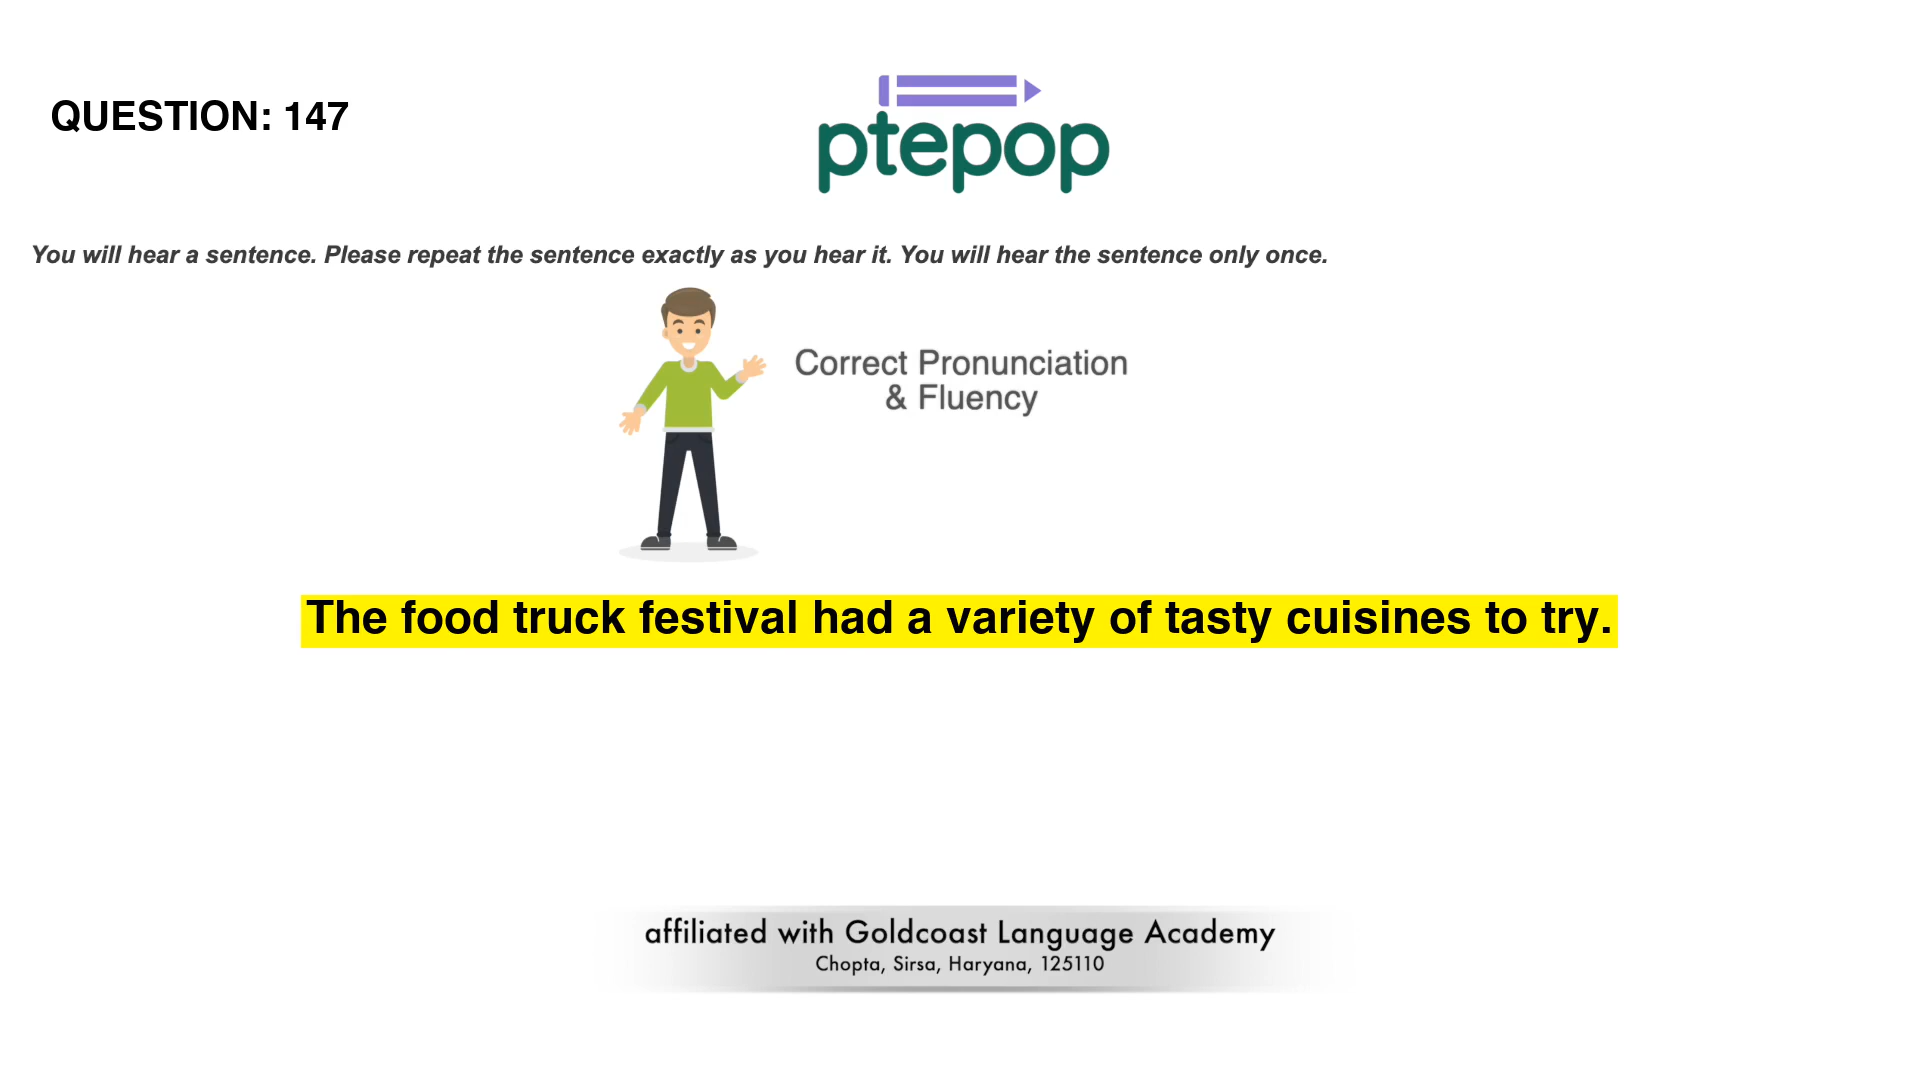 QUESTION: 147
ptepop
You will hear a sentence. Please repeat the sentence exactly as you hear it. You will hear the sentence only once.
Correct Pronunciation
& Fluency
The food truck festival had a variety of tasty cuisines to try.
affiliated with Goldcoast Language Academy
Chopta, Sirsa, Haryana, 125110